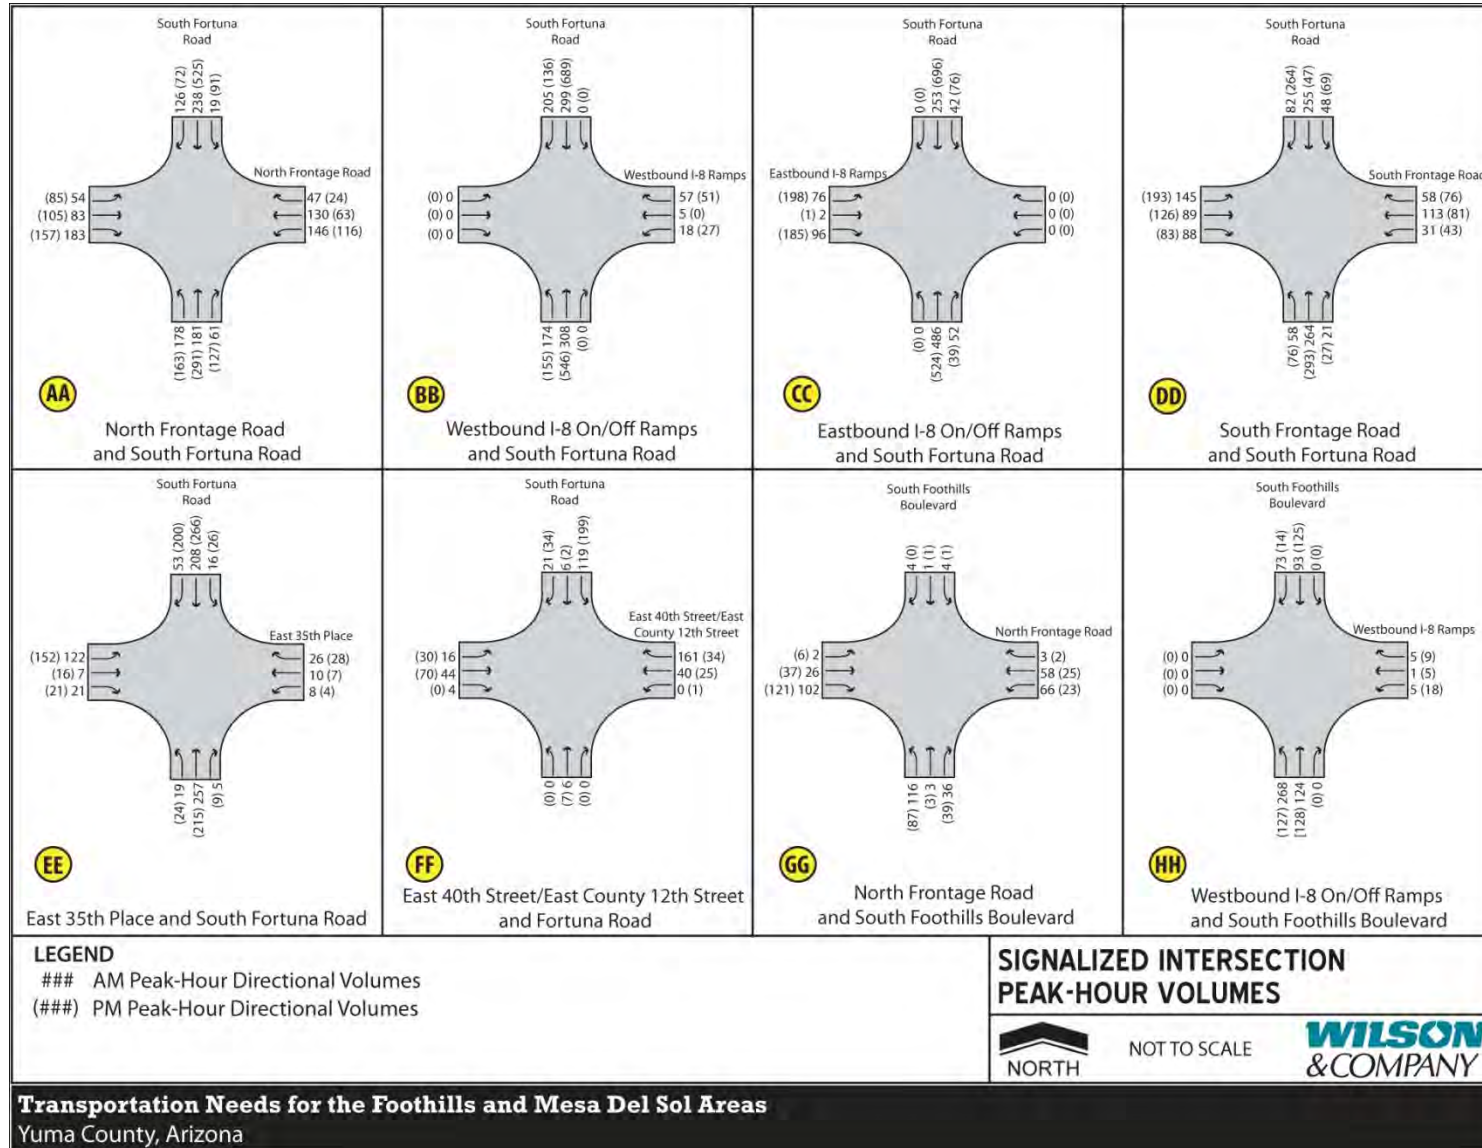 South Fortuna
Road
126 (72)
238 (525)
19 (91)
North Frontage Road
(85) 54
(105) 83
(157) 183
47 (24)
130 (63)
146 (116)
(163) 178
(291) 181
(127) 61
AA
North Frontage Road
and South Fortuna Road
South Fortuna
Road
205 (136)
299 (689)
0 (0)
Westbound I-8 Ramps
(0) 0
(0) 0
(0) 0
57 (51)
5 (0)
18 (27)
(155) 174
(546) 308
(0) 0
BB
Westbound I-8 On/Off Ramps
and South Fortuna Road
South Fortuna
Road
0 (0)
253 (696)
42 (76)
Eastbound I-8 Ramps
(198) 76
(1) 2
(185) 96
0 (0)
0 (0)
0 (0)
(0) 0
(524) 486
(39) 52
CC
Eastbound I-8 On/Off Ramps
and South Fortuna Road
South Fortuna
Road
82 (264)
255 (47)
48 (69)
South Frontage Road
(193) 145
(126) 89
(83) 88
58 (76)
113 (81)
31 (43)
(76) 58
(293) 264
(27) 21
DD
South Frontage Road
and South Fortuna Road
South Fortuna
Road
53 (200)
208 (266)
16 (26)
East 35th Place
(152) 122
(16) 7
(21) 21
26 (28)
10 (7)
8 (4)
(24) 19
(215) 257
(9) 5
EE
East 35th Place and South Fortuna Road
South Fortuna
Road
21 (34)
6 (2)
119 (199)
East 40th Street/East
County 12th Street
(30) 16
(70) 44
(0) 4
161 (34)
40 (25)
0 (1)
(0) 0
(7) 6
(0) 0
FF
East 40th Street/East County 12th Street
and Fortuna Road
South Foothills
Boulevard
4 (0)
1 (1)
4 (1)
North Frontage Road
(6) 2
(37) 26
(121) 102
3 (2)
58 (25)
66 (23)
(87) 116
(3) 3
(39) 36
GG
North Frontage Road
and South Foothills Boulevard
South Foothills
Boulevard
73 (14)
93 (125)
0 (0)
Westbound I-8 Ramps
(0) 0
(0) 0
(0) 0
5 (9)
1 (5)
5 (18)
(127) 268
[128) 124
(0) 0
HH
Westbound I-8 On/Off Ramps
and South Foothills Boulevard
LEGEND
### AM Peak-Hour Directional Volumes
(###) PM Peak-Hour Directional Volumes
SIGNALIZED INTERSECTION
PEAK-HOUR VOLUMES
NORTH
NOT TO SCALE
WILSON
&COMPANY
Transportation Needs for the Foothills and Mesa Del Sol Areas
Yuma County, Arizona